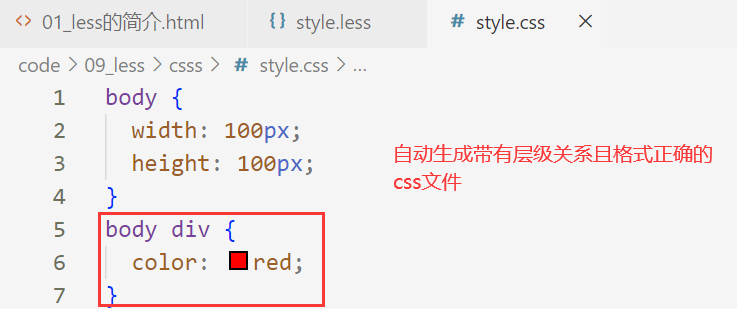 01_less的简介.html
style.less
style.css
code > 09_less > csss > style.css > ...
1 body {
2 width: 100px;
3 height: 100px;
4 }
5 body div {
6 color: red;
7 }
自动生成带有层级关系且格式正确的
css文件